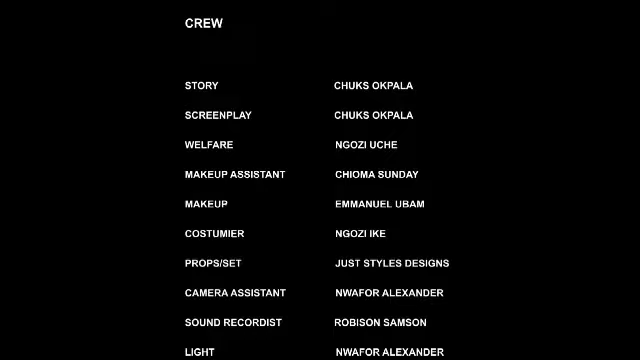 CREW
STORY CHUKS OKPALA
SCREENPLAY CHUKS OKPALA
WELFARE NGOZI UCHE
MAKEUP ASSISTANT CHIOMA SUNDAY
MAKEUP EMMANUEL UBAM
COSTUMIER NGOZI IKE
PROPS/SET JUST STYLES DESIGNS
CAMERA ASSISTANT NWAFOR ALEXANDER
SOUND RECORDIST ROBISON SAMSON
LIGHT NWAFOR ALEXANDER